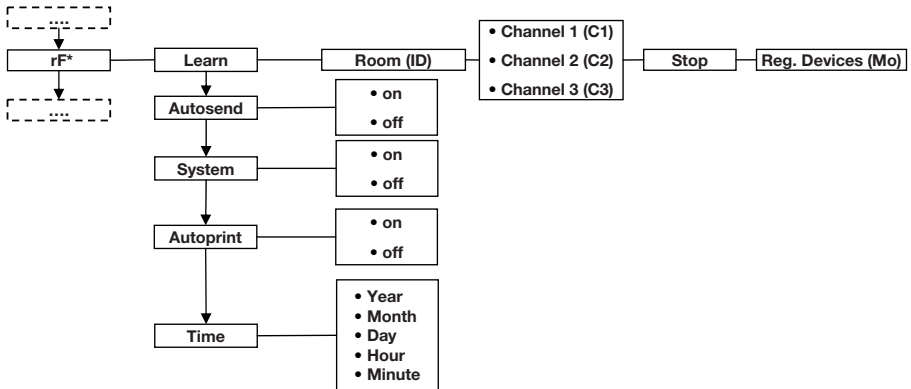 ....
rF*
....
Learn
Room (ID)
• Channel 1 (C1)
• Channel 2 (C2)
• Channel 3 (C3)
Stop
Reg. Devices (Mo)
Autosend
• on
• off
System
• on
• off
Autoprint
• on
• off
Time
• Year
• Month
• Day
• Hour
• Minute